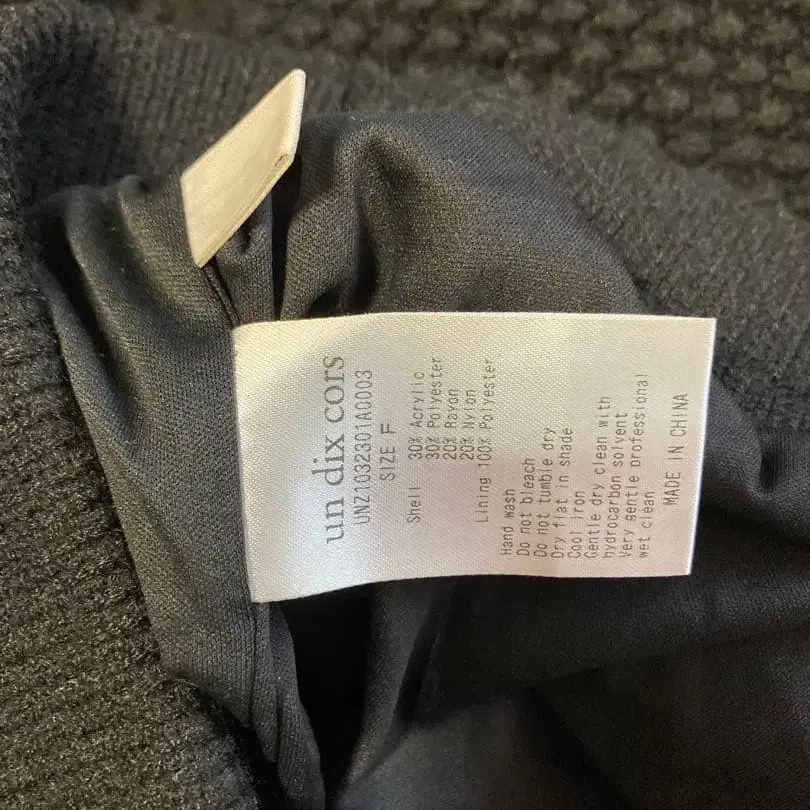 un dix cors
UNZ1032301A0003
SIZE F
Shell 30% Acrylic
30% Polyester
20% Rayon
20% Nylon
Lining 100% Polyester
Hand wash
Do not bleach
Do not tumble dry
Dry flat in shade
Cool iron
Gentle dry clean with
hydrocarbon solvent
Very gentle professional
wet clean
MADE IN CHINA